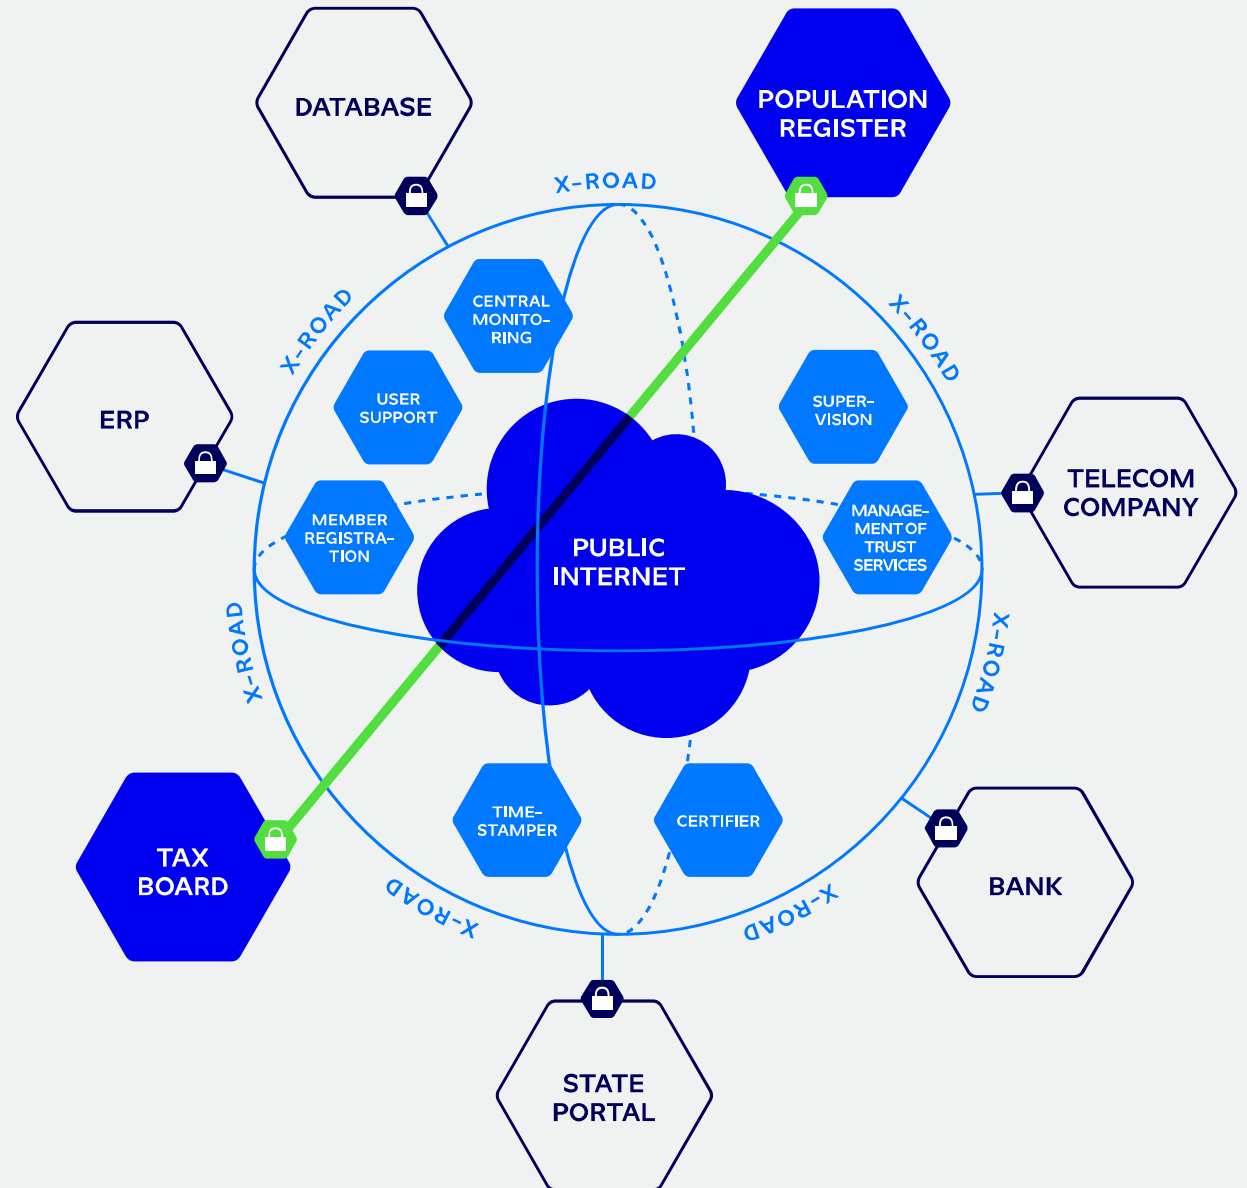 DATABASE
POPULATION
REGISTER
X-ROAD
X-ROAD
X-ROAD
CENTRAL
MONITO-
RING
USER
SUPPORT
SUPER-
VISION
ERP
TELECOM
COMPANY
MEMBER
REGISTRA-
TION
MANAGE-
MENT OF
TRUST
SERVICES
PUBLIC
INTERNET
X-ROAD
X-ROAD
TIME-
STAMPER
CERTIFIER
TAX
BOARD
BANK
X-ROAD
X-ROAD
STATE
PORTAL